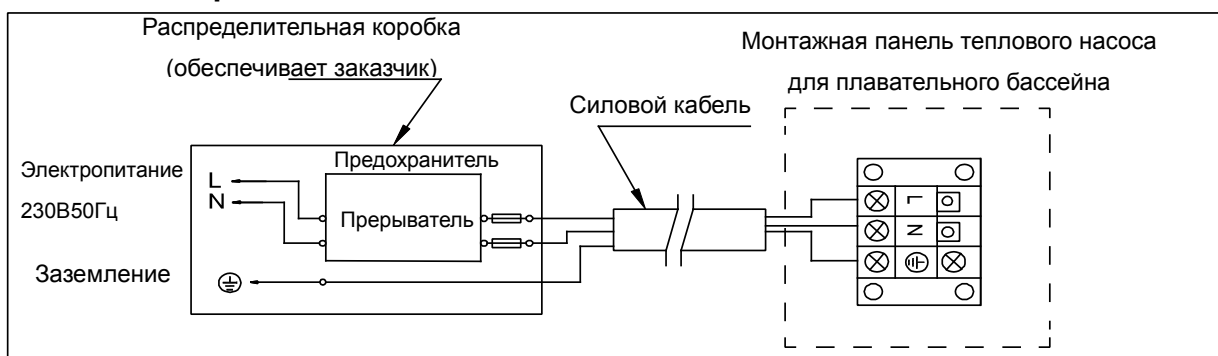 Распределительная коробка
(обеспечивает заказчик)
Монтажная панель теплового насоса
для плавательного бассейна
Силовой кабель
Электропитание
230В50Гц
Предохранитель
L
N
Прерыватель
Заземление
L
N